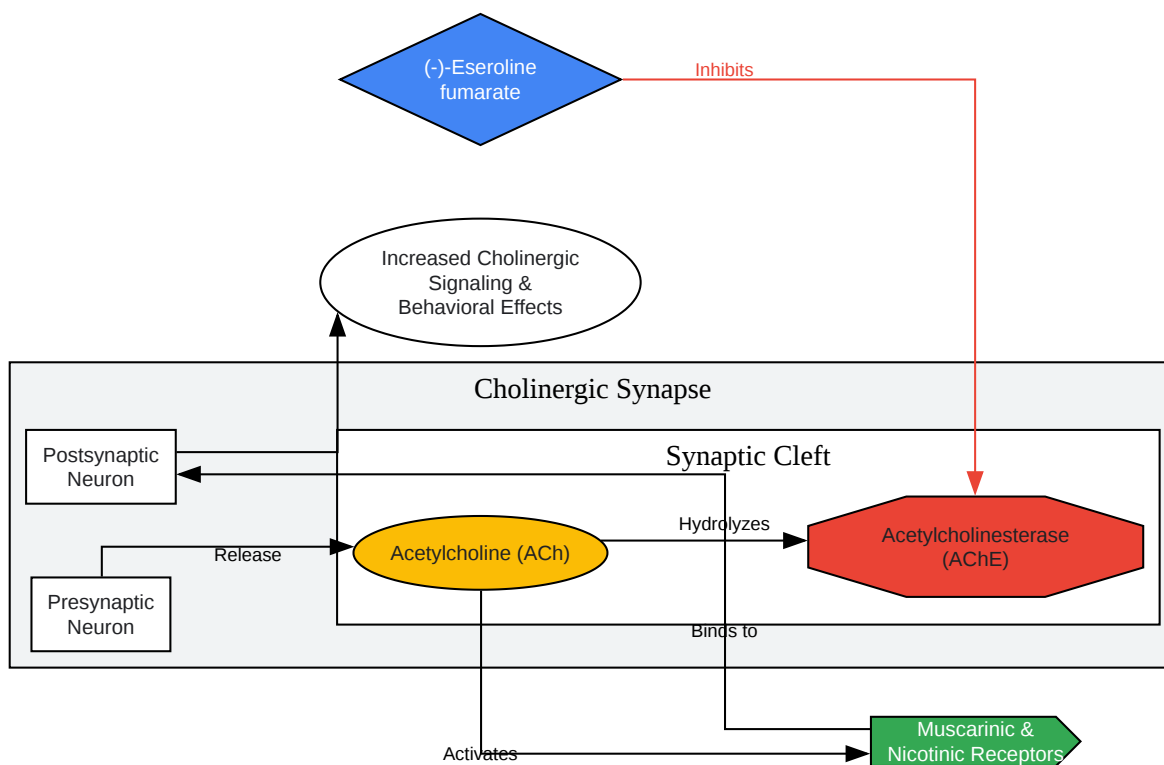 (-)-Eseroline
fumarate
Inhibits
Increased Cholinergic
Signaling &
Behavioral Effects
Cholinergic Synapse
Postsynaptic
Neuron
Synaptic Cleft
Hydrolyzes
Acetylcholinesterase
(AChE)
Acetylcholine (ACh)
Release
Presynaptic
Neuron
Binds to
Muscarinic &
Nicotinic Receptors
Activates